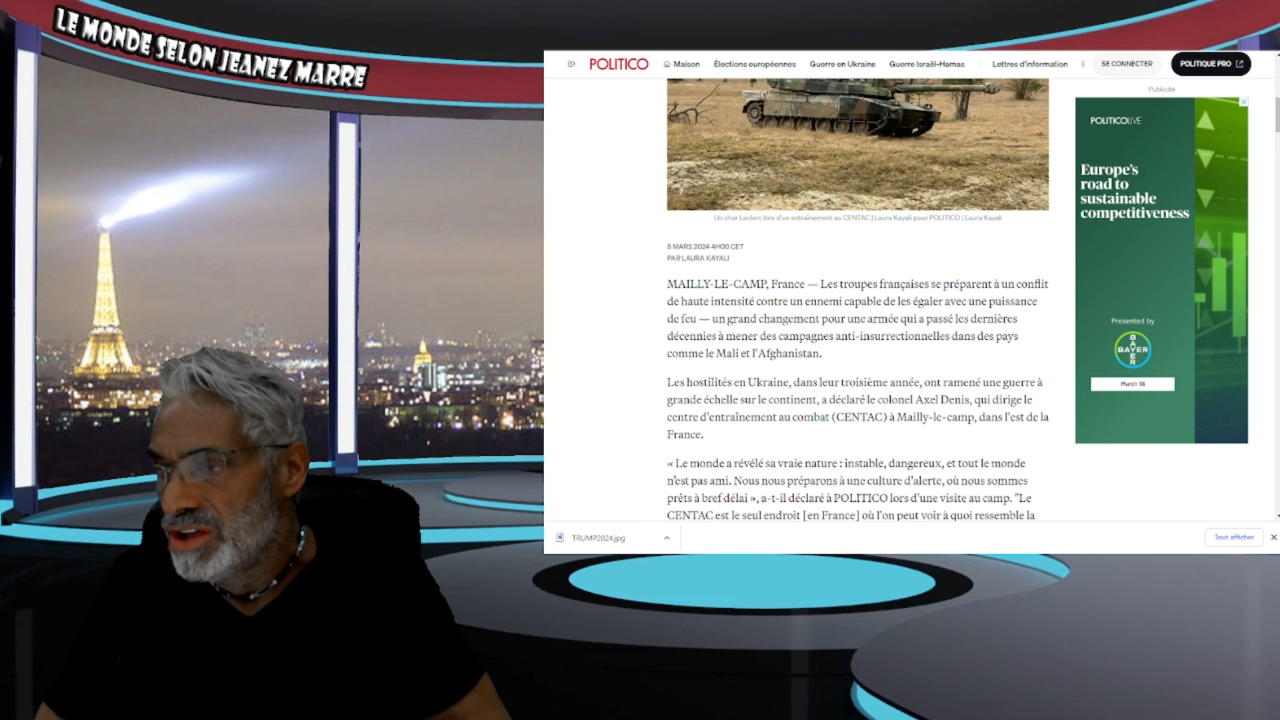 LE MONDE SELON JEANEZ MARRE
POLITICO
Maison
Élections européennes
Guerre en Ukraine
Guerre Israël-Hamas
Lettres d'information
SE CONNECTER
POLITIQUE PRO
Publicité
POLITICOLIVE
Europe's
road to
sustainable
competitiveness
Presented by
BAYER
BAYER
March 18
Un char Leclerc lors d'un entraînement au CENTAC | Laura Kayali pour POLITICO | Laura Kayali
8 MARS 2024 4H00 CET
PAR LAURA KAYALI
MAILLY-LE-CAMP, France — Les troupes françaises se préparent à un conflit
de haute intensité contre un ennemi capable de les égaler avec une puissance
de feu — un grand changement pour une armée qui a passé les dernières
décennies à mener des campagnes anti-insurrectionnelles dans des pays
comme le Mali et l'Afghanistan.
Les hostilités en Ukraine, dans leur troisième année, ont ramené une guerre à
grande échelle sur le continent, a déclaré le colonel Axel Denis, qui dirige le
centre d'entraînement au combat (CENTAC) à Mailly-le-camp, dans l'est de la
France.
« Le monde a révélé sa vraie nature : instable, dangereux, et tout le monde
n'est pas ami. Nous nous préparons à une culture d'alerte, où nous sommes
prêts à bref délai », a-t-il déclaré à POLITICO lors d'une visite au camp. "Le
CENTAC est le seul endroit [en France] où l'on peut voir à quoi ressemble la
TRUMP2024.jpg
Tout afficher